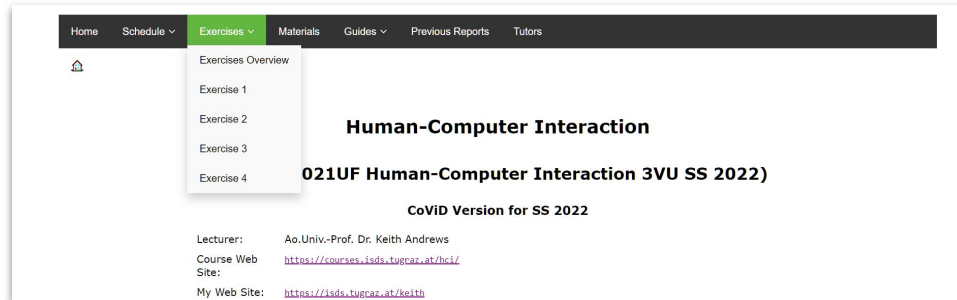 Home Schedule Exercises Materials Guides Previous Reports Tutors
Exercises Overview
Exercise 1
Exercise 2
Exercise 3
Exercise 4
Human-Computer Interaction
021UF Human-Computer Interaction 3VU SS 2022)
CoViD Version for SS 2022
Lecturer: Ao.Univ.-Prof. Dr. Keith Andrews
Course Web https://courses.isds.tugraz.at/hci/
Site:
My Web Site: https://isds.tugraz.at/keith